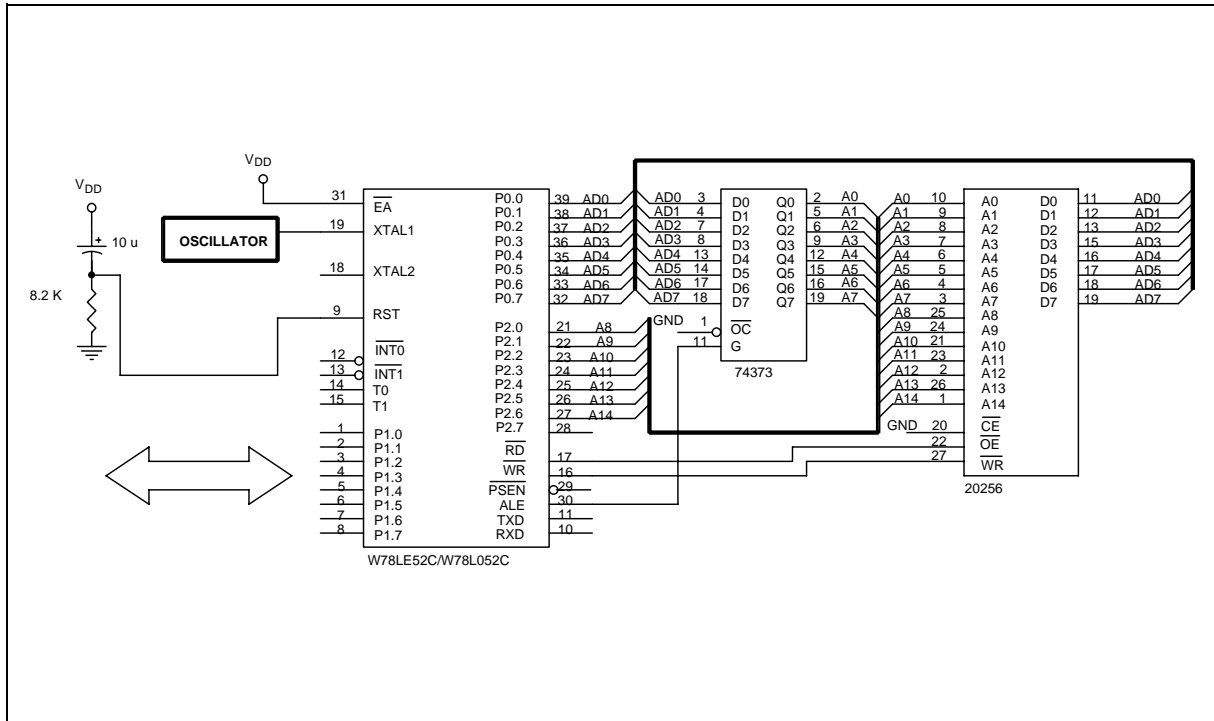 VDD
VDD
10 u
8.2 K
OSCILLATOR
31 EA
19 XTAL1
18 XTAL2
9 RST
12 INT0
13 INT1
14 T0
15 T1
1 P1.0
2 P1.1
3 P1.2
4 P1.3
5 P1.4
6 P1.5
7 P1.6
8 P1.7
P0.0 39 AD0
P0.1 38 AD1
P0.2 37 AD2
P0.3 36 AD3
P0.4 35 AD4
P0.5 34 AD5
P0.6 33 AD6
P0.7 32 AD7
P2.0 21 A8
P2.1 22 A9
P2.2 23 A10
P2.3 24 A11
P2.4 25 A12
P2.5 26 A13
P2.6 27 A14
P2.7 28
RD 17
WR 16
PSEN 29
ALE 30
TXD 11
RXD 10
W78LE52C/W78L052C
AD0 3 D0 Q0 2 A0
AD1 4 D1 Q1 5 A1
AD2 7 D2 Q2 6 A2
AD3 8 D3 Q3 9 A3
AD4 13 D4 Q4 12 A4
AD5 14 D5 Q5 15 A5
AD6 17 D6 Q6 16 A6
AD7 18 D7 Q7 19 A7
GND 1 OC
11 G
74373
A0 10 A0 D0 11 AD0
A1 9 A1 D1 12 AD1
A2 8 A2 D2 13 AD2
A3 7 A3 D3 15 AD3
A4 6 A4 D4 16 AD4
A5 5 A5 D5 17 AD5
A6 4 A6 D6 18 AD6
A7 3 A7 D7 19 AD7
A8 25 A8
A9 24 A9
A10 21 A10
A11 23 A11
A12 2 A12
A13 26 A13
A14 1 A14
GND 20 CE
22 OE
27 WR
20256